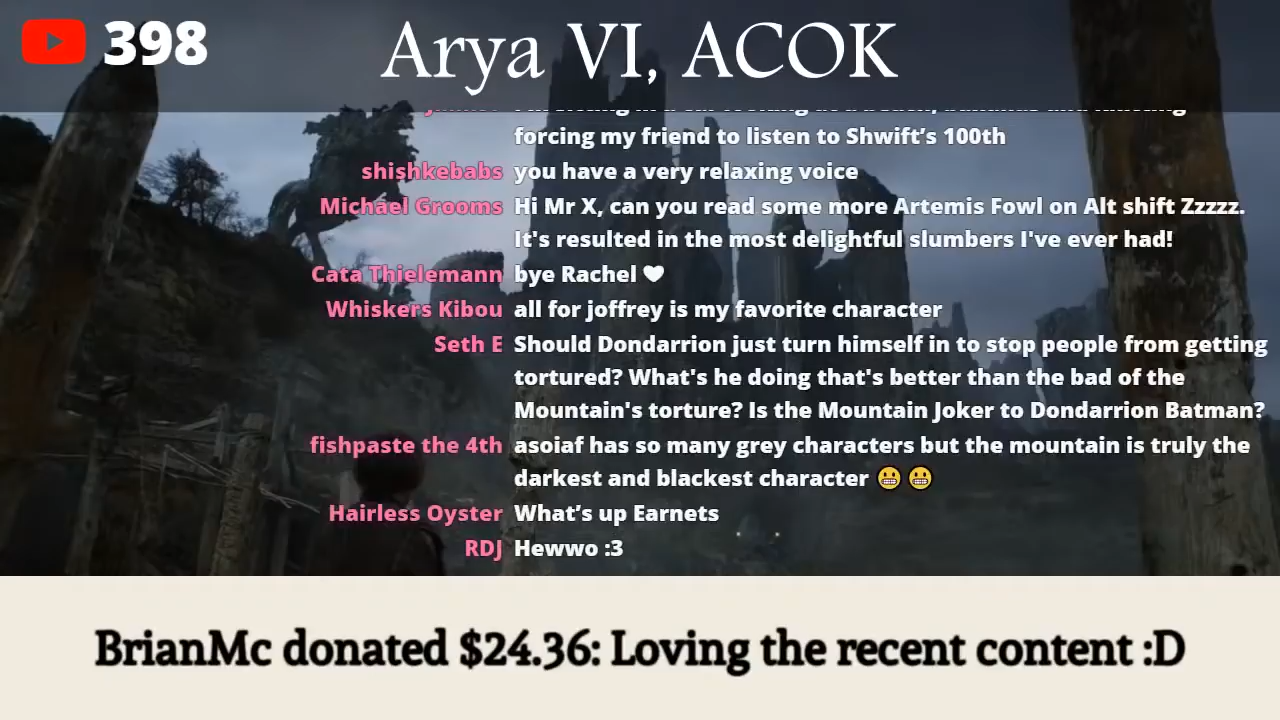 398
Arya VI, ACOK
forcing my friend to listen to Shwift’s 100th
shishkebabs you have a very relaxing voice
Michael Grooms Hi Mr X, can you read some more Artemis Fowl on Alt shift Zzzzz.
It's resulted in the most delightful slumbers I've ever had!
Cata Thielemann bye Rachel 🖤
Whiskers Kibou all for joffrey is my favorite character
Seth E Should Dondarrion just turn himself in to stop people from getting
tortured? What's he doing that's better than the bad of the
Mountain's torture? Is the Mountain Joker to Dondarrion Batman?
fishpaste the 4th asoiaf has so many grey characters but the mountain is truly the
darkest and blackest character 😬 😬
Hairless Oyster What’s up Earnets
RDJ Hewwo :3
BrianMc donated $24.36: Loving the recent content :D